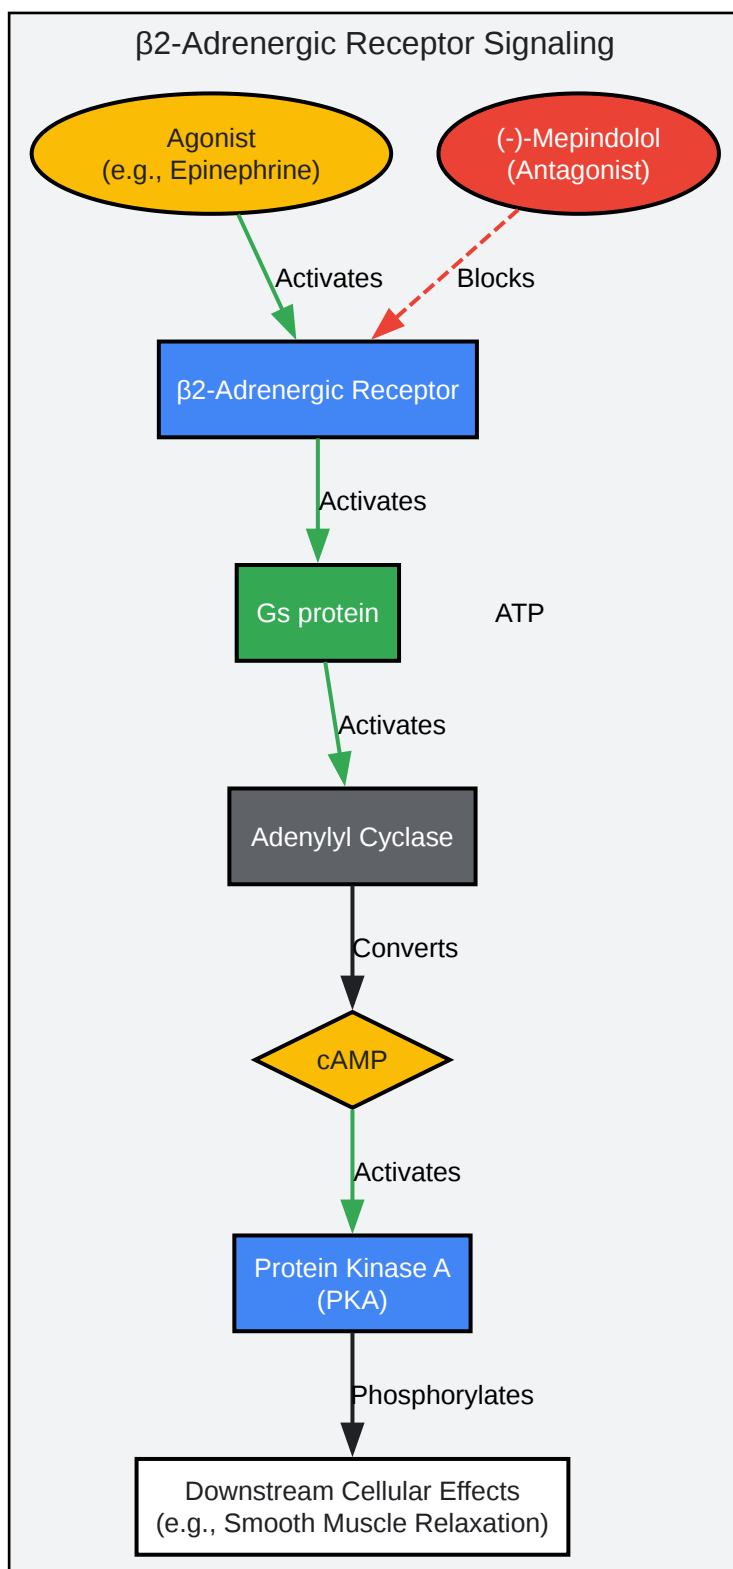 β2-Adrenergic Receptor Signaling
Agonist
(e.g., Epinephrine)
(-)-Mepindolol
(Antagonist)
Activates
Blocks
β2-Adrenergic Receptor
Activates
Gs protein
ATP
Activates
Adenylyl Cyclase
Converts
cAMP
Activates
Protein Kinase A
(PKA)
Phosphorylates
Downstream Cellular Effects
(e.g., Smooth Muscle Relaxation)